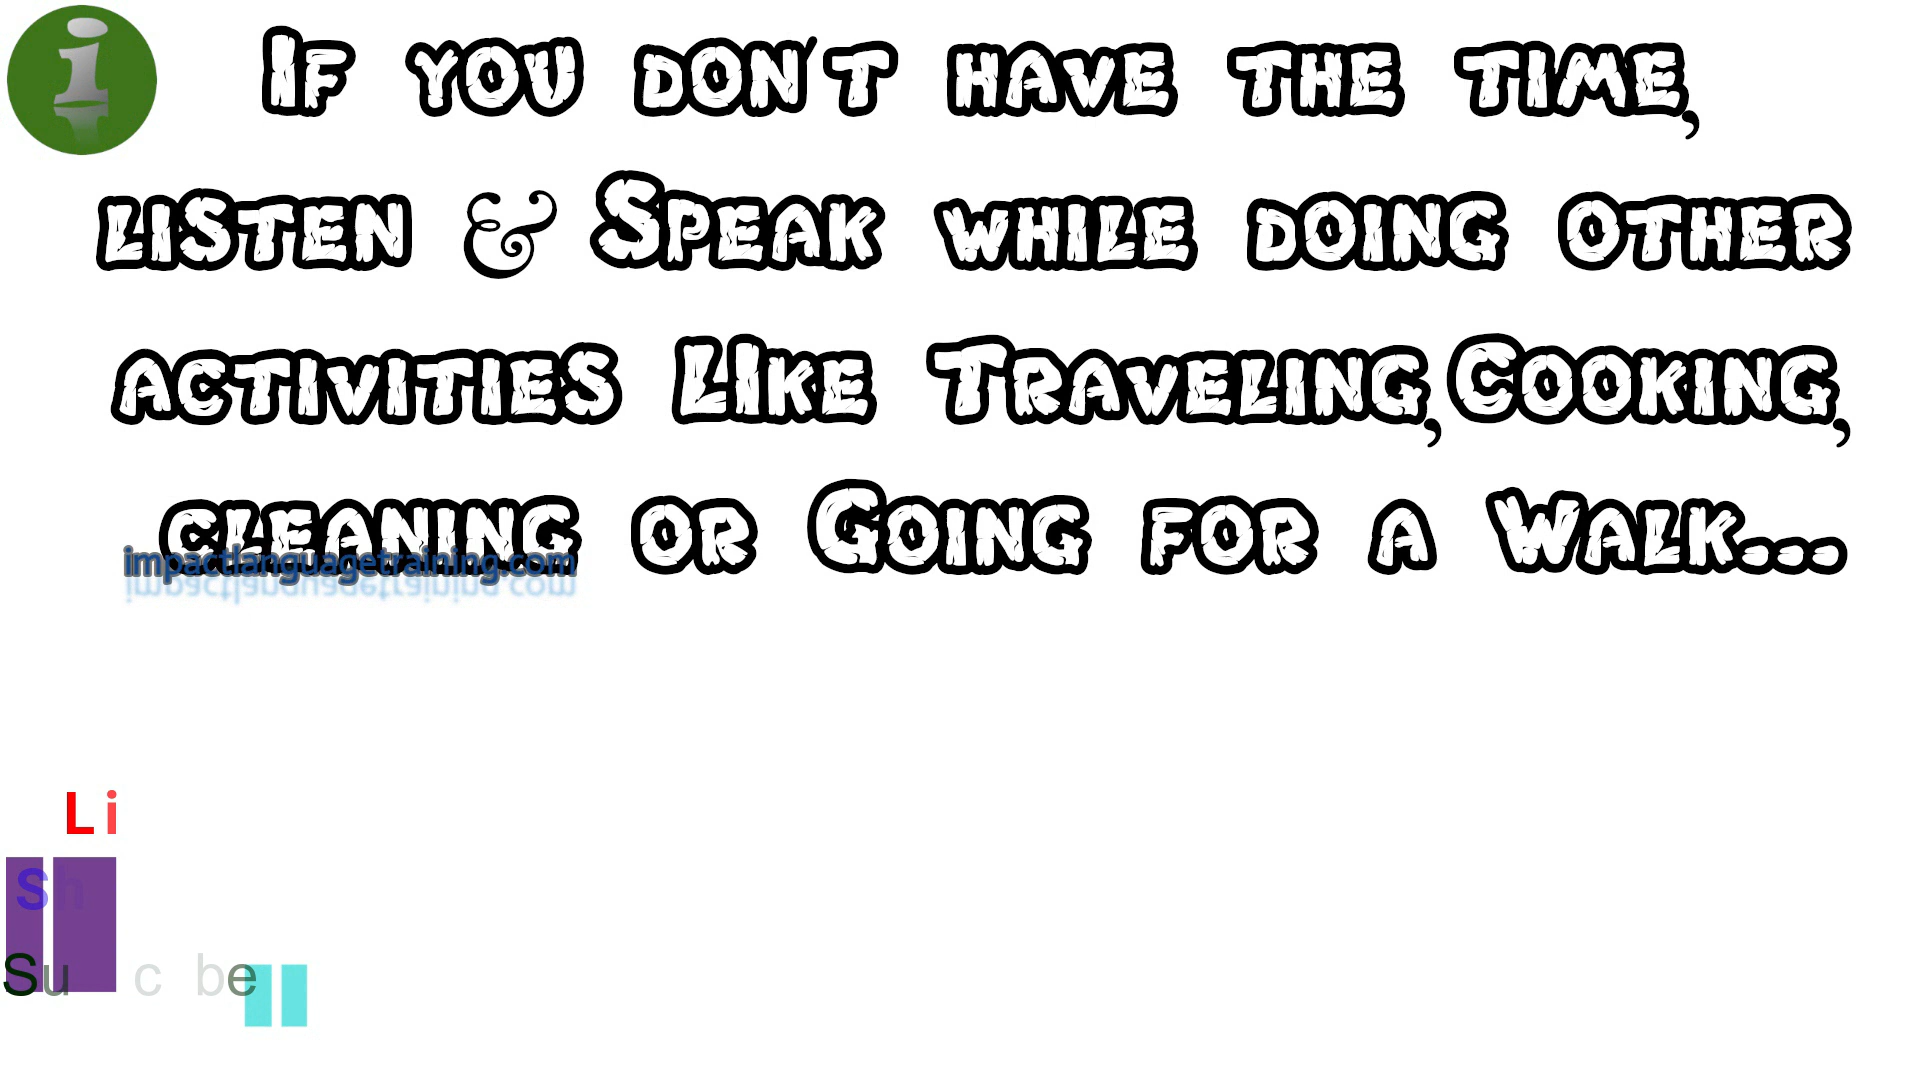 If you don't have the time,
listen & Speak while doing other
activities LIke Traveling, Cooking,
cleaning or Going for a Walk...
impactlanguagetraining.com
Li
Sh
Su c be